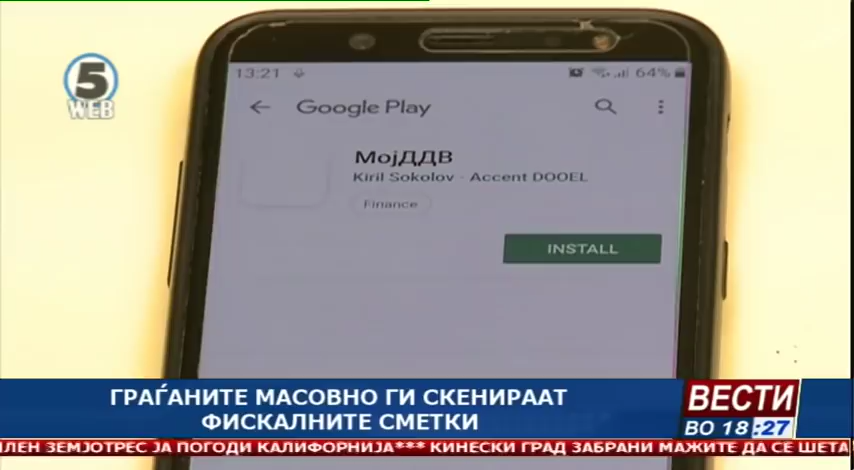 5
WEB
13:21
64%
Google Play
МојДДВ
Kiril Sokolov - Accent DOOEL
Finance
INSTALL
ГРАЃАНИТЕ МАСОВНО ГИ СКЕНИРААТ
ФИСКАЛНИТЕ СМЕТКИ
ВЕСТИ
ВО 18:27
ИЛЕН ЗЕМЈОТРЕС ЈА ПОГОДИ КАЛИФОРНИЈА*** КИНЕСКИ ГРАД ЗАБРАНИ МАЖИТЕ ДА СЕ ШЕТА